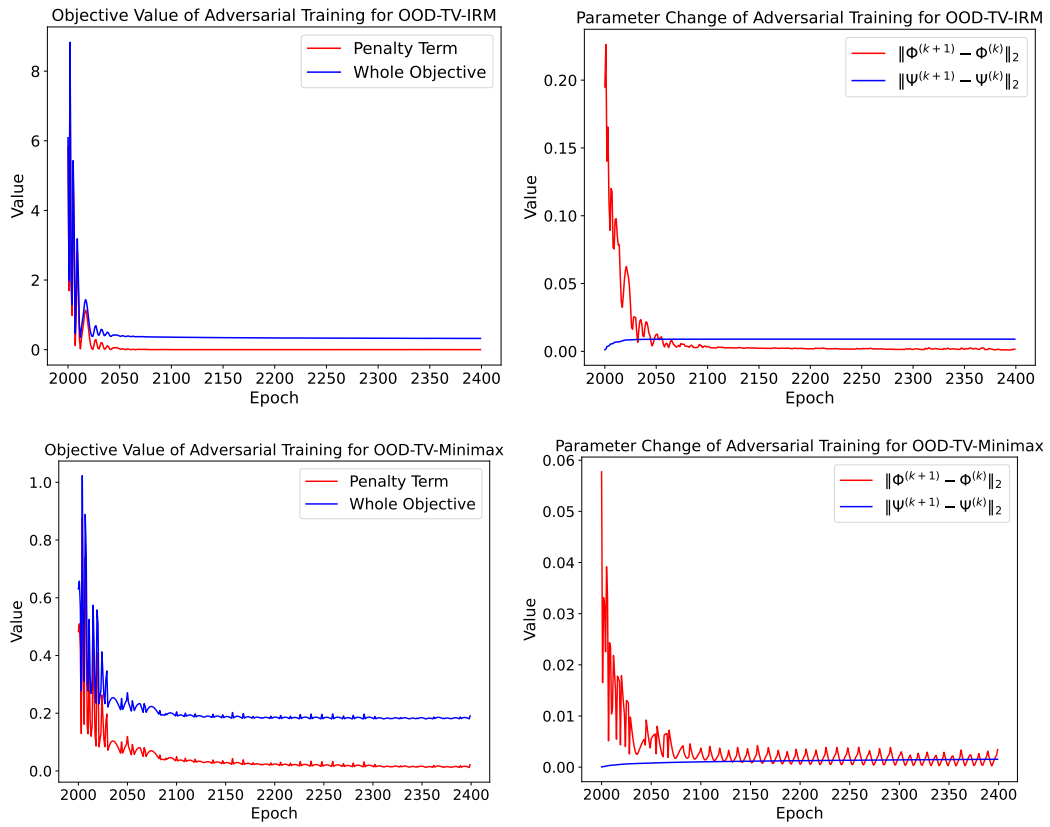 Objective Value of Adversarial Training for OOD-TV-IRM
Penalty Term
Whole Objective
Value
8
6
4
2
0
2000 2050 2100 2150 2200 2250 2300 2350 2400
Epoch
Parameter Change of Adversarial Training for OOD-TV-IRM
‖Φ^(k+1) − Φ^(k)‖₂
‖Ψ^(k+1) − Ψ^(k)‖₂
Value
0.20
0.15
0.10
0.05
0.00
2000 2050 2100 2150 2200 2250 2300 2350 2400
Epoch
Objective Value of Adversarial Training for OOD-TV-Minimax
Penalty Term
Whole Objective
Value
1.0
0.8
0.6
0.4
0.2
0.0
2000 2050 2100 2150 2200 2250 2300 2350 2400
Epoch
Parameter Change of Adversarial Training for OOD-TV-Minimax
‖Φ^(k+1) − Φ^(k)‖₂
‖Ψ^(k+1) − Ψ^(k)‖₂
Value
0.06
0.05
0.04
0.03
0.02
0.01
0.00
2000 2050 2100 2150 2200 2250 2300 2350 2400
Epoch